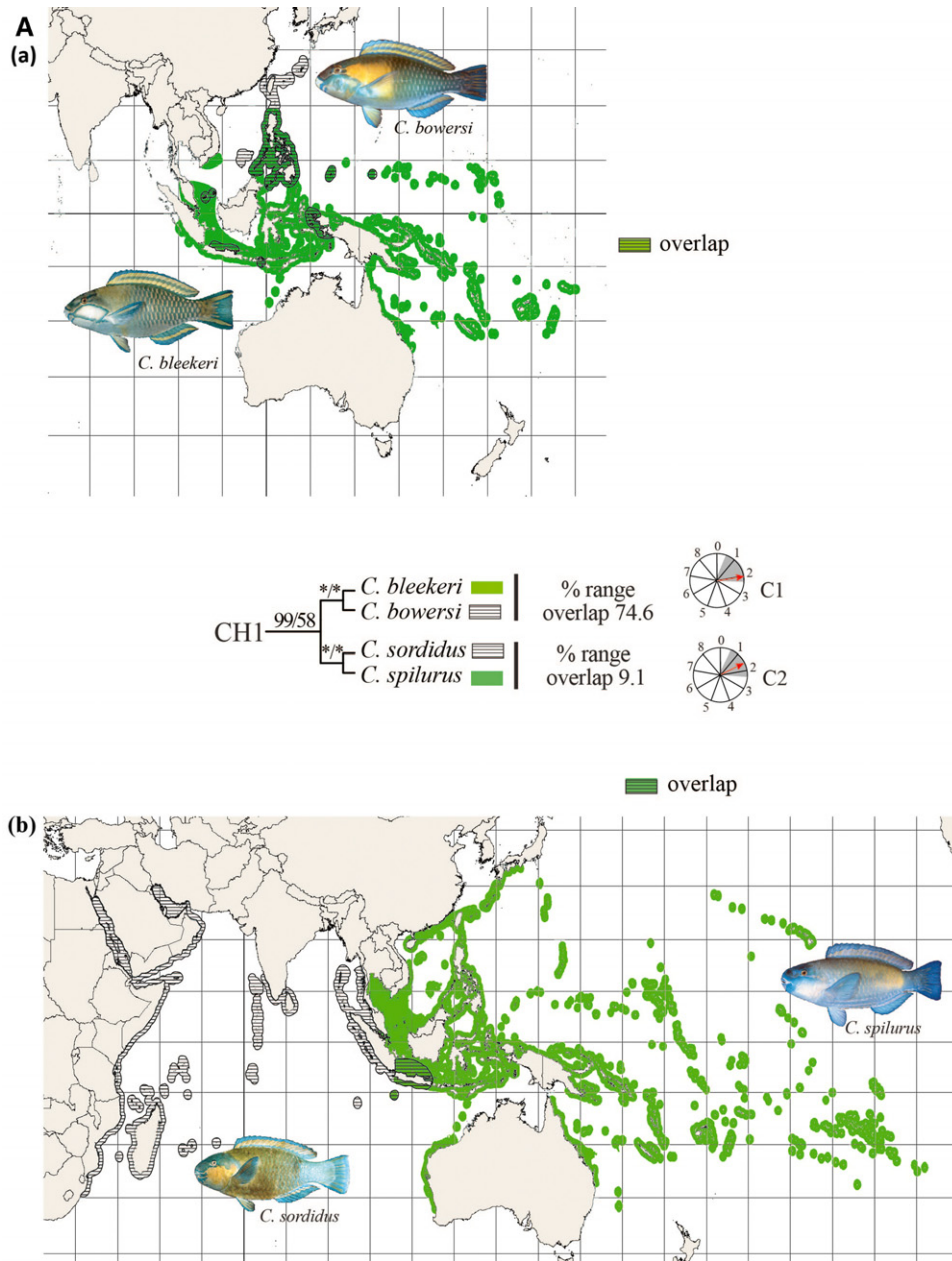 A
(a)
C. bowersi
overlap
C. bleekeri
CH1
99/58
*/*
C. bleekeri
C. bowersi
% range
overlap 74.6
0
1
2
3
4
5
6
7
8
C1
*/*
C. sordidus
C. spilurus
% range
overlap 9.1
0
1
2
3
4
5
6
7
8
C2
overlap
(b)
C. spilurus
C. sordidus